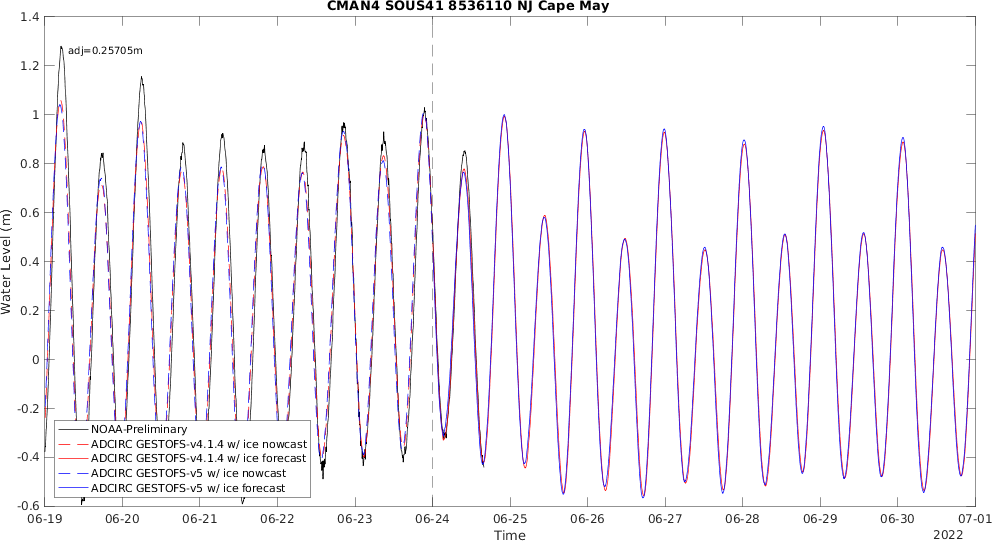 CMAN4 SOUS41 8536110 NJ Cape May
1.4
1.2
1
0.8
0.6
0.4
0.2
0
-0.2
-0.4
-0.6
Water Level (m)
adj=0.25705m
NOAA-Preliminary
ADCIRC GESTOFS-v4.1.4 w/ ice nowcast
ADCIRC GESTOFS-v4.1.4 w/ ice forecast
ADCIRC GESTOFS-v5 w/ ice nowcast
ADCIRC GESTOFS-v5 w/ ice forecast
06-19 06-20 06-21 06-22 06-23 06-24 06-25 06-26 06-27 06-28 06-29 06-30 07-01
Time
2022